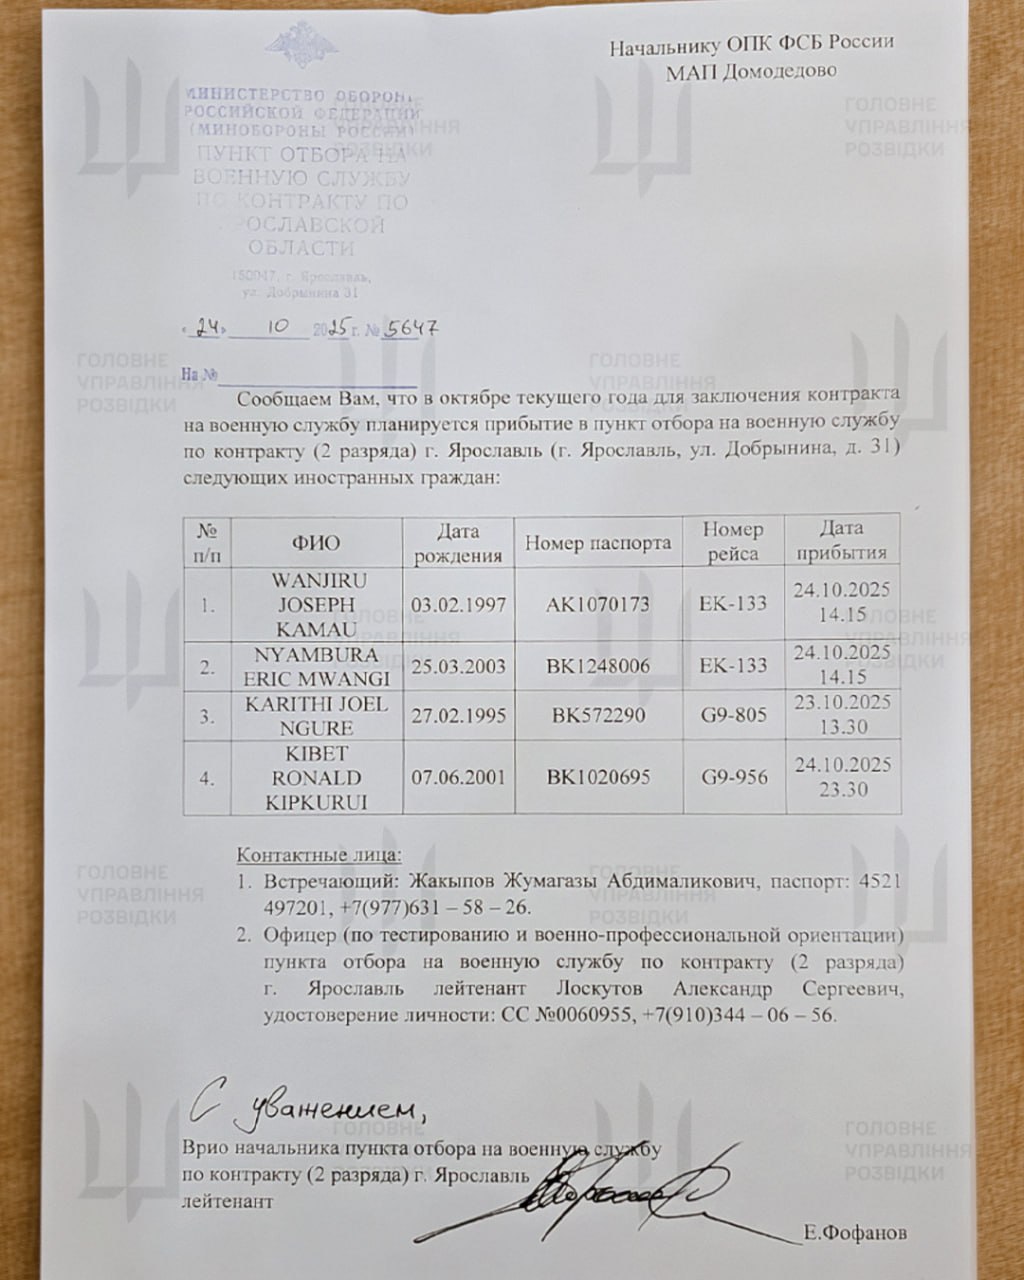 Начальнику ОПК ФСБ России
МАП Домодедово
МИНИСТЕРСТВО ОБОРОНЫ
РОССИЙСКОЙ ФЕДЕРАЦИИ
(МИНОБОРОНЫ РОССИИ)
ПУНКТ ОТБОРА НА
ВОЕННУЮ СЛУЖБУ
ПО КОНТРАКТУ ПО
РОСЛАВСКОЙ
ОБЛАСТИ
150047, г. Ярославль,
ул. Добрынина 31
«24» 10 2025 г. № 5647
На №
Сообщаем Вам, что в октябре текущего года для заключения контракта
на военную службу планируется прибытие в пункт отбора на военную службу
по контракту (2 разряда) г. Ярославль (г. Ярославль, ул. Добрынина, д. 31)
следующих иностранных граждан:
№ п/п ФИО Дата рождения Номер паспорта Номер рейса Дата прибытия
1. WANJIRU JOSEPH KAMAU 03.02.1997 AK1070173 EK-133 24.10.2025 14.15
2. NYAMBURA ERIC MWANGI 25.03.2003 BK1248006 EK-133 24.10.2025 14.15
3. KARITHI JOEL NGURE 27.02.1995 BK572290 G9-805 23.10.2025 13.30
4. KIBET RONALD KIPKURUI 07.06.2001 BK1020695 G9-956 24.10.2025 23.30
Контактные лица:
1. Встречающий: Жакыпов Жумагазы Абдималикович, паспорт: 4521
497201, +7(977)631 – 58 – 26.
2. Офицер (по тестированию и военно-профессиональной ориентации)
пункта отбора на военную службу по контракту (2 разряда)
г. Ярославль лейтенант Лоскутов Александр Сергеевич,
удостоверение личности: СС №0060955, +7(910)344 – 06 – 56.
С уважением,
Врио начальника пункта отбора на военную службу
по контракту (2 разряда) г. Ярославль
лейтенант
Е.Фофанов
ГОЛОВНЕ
УПРАВЛІННЯ
РОЗВІДКИ